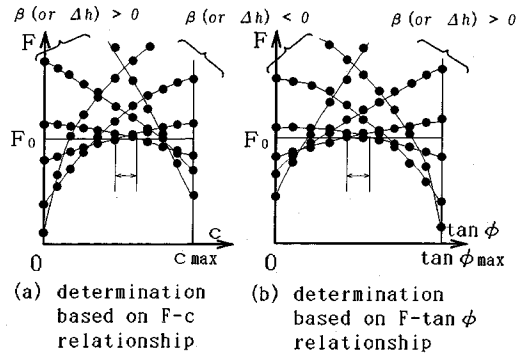 β (or Δh) > 0
β (or Δh) < 0
β (or Δh) > 0
F
F
F₀
F₀
c
tan φ
0
c max
0
tan φ max
(a) determination
based on F-c
relationship
(b) determination
based on F-tan φ
relationship